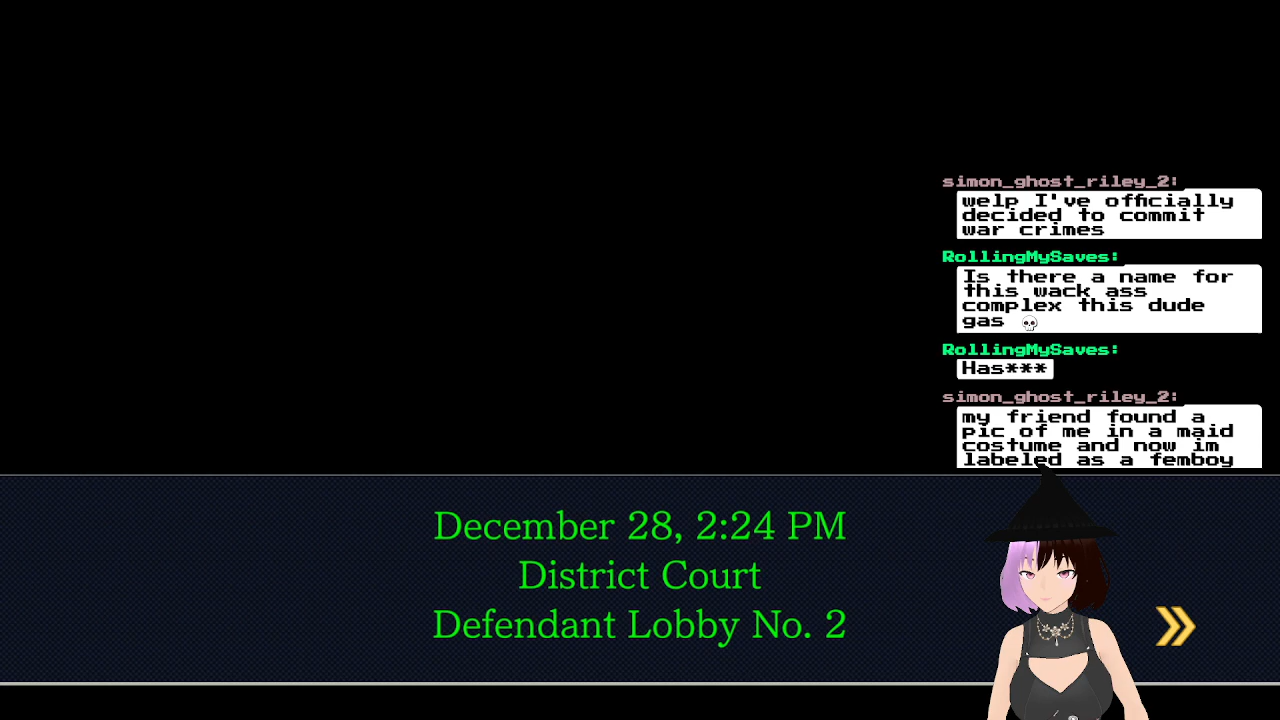 simon_ghost_riley_2:
welp I've officially
decided to commit
war crimes
RollingMySaves:
Is there a name for
this wack ass
complex this dude
gas 💀
RollingMySaves:
Has***
simon_ghost_riley_2:
my friend found a
pic of me in a maid
costume and now im
labeled as a femboy
December 28, 2:24 PM
District Court
Defendant Lobby No. 2